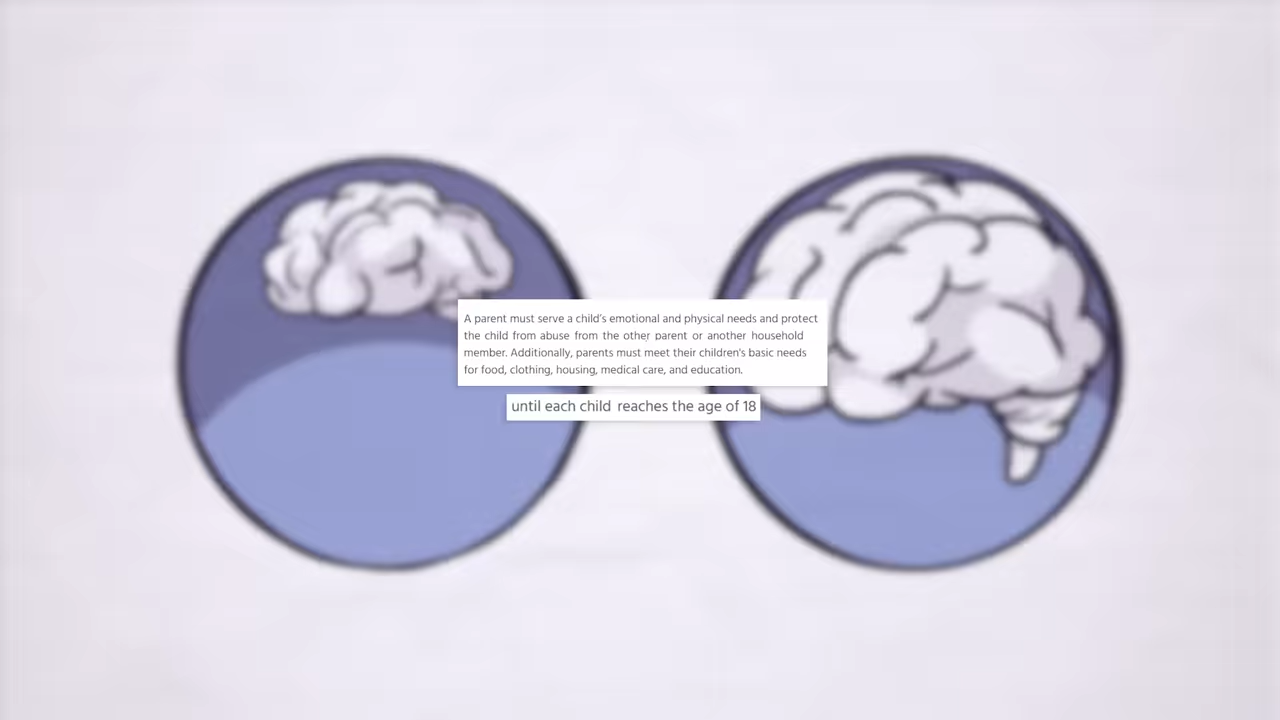 A parent must serve a child's emotional and physical needs and protect
the child from abuse from the other parent or another household
member. Additionally, parents must meet their children's basic needs
for food, clothing, housing, medical care, and education.
until each child reaches the age of 18